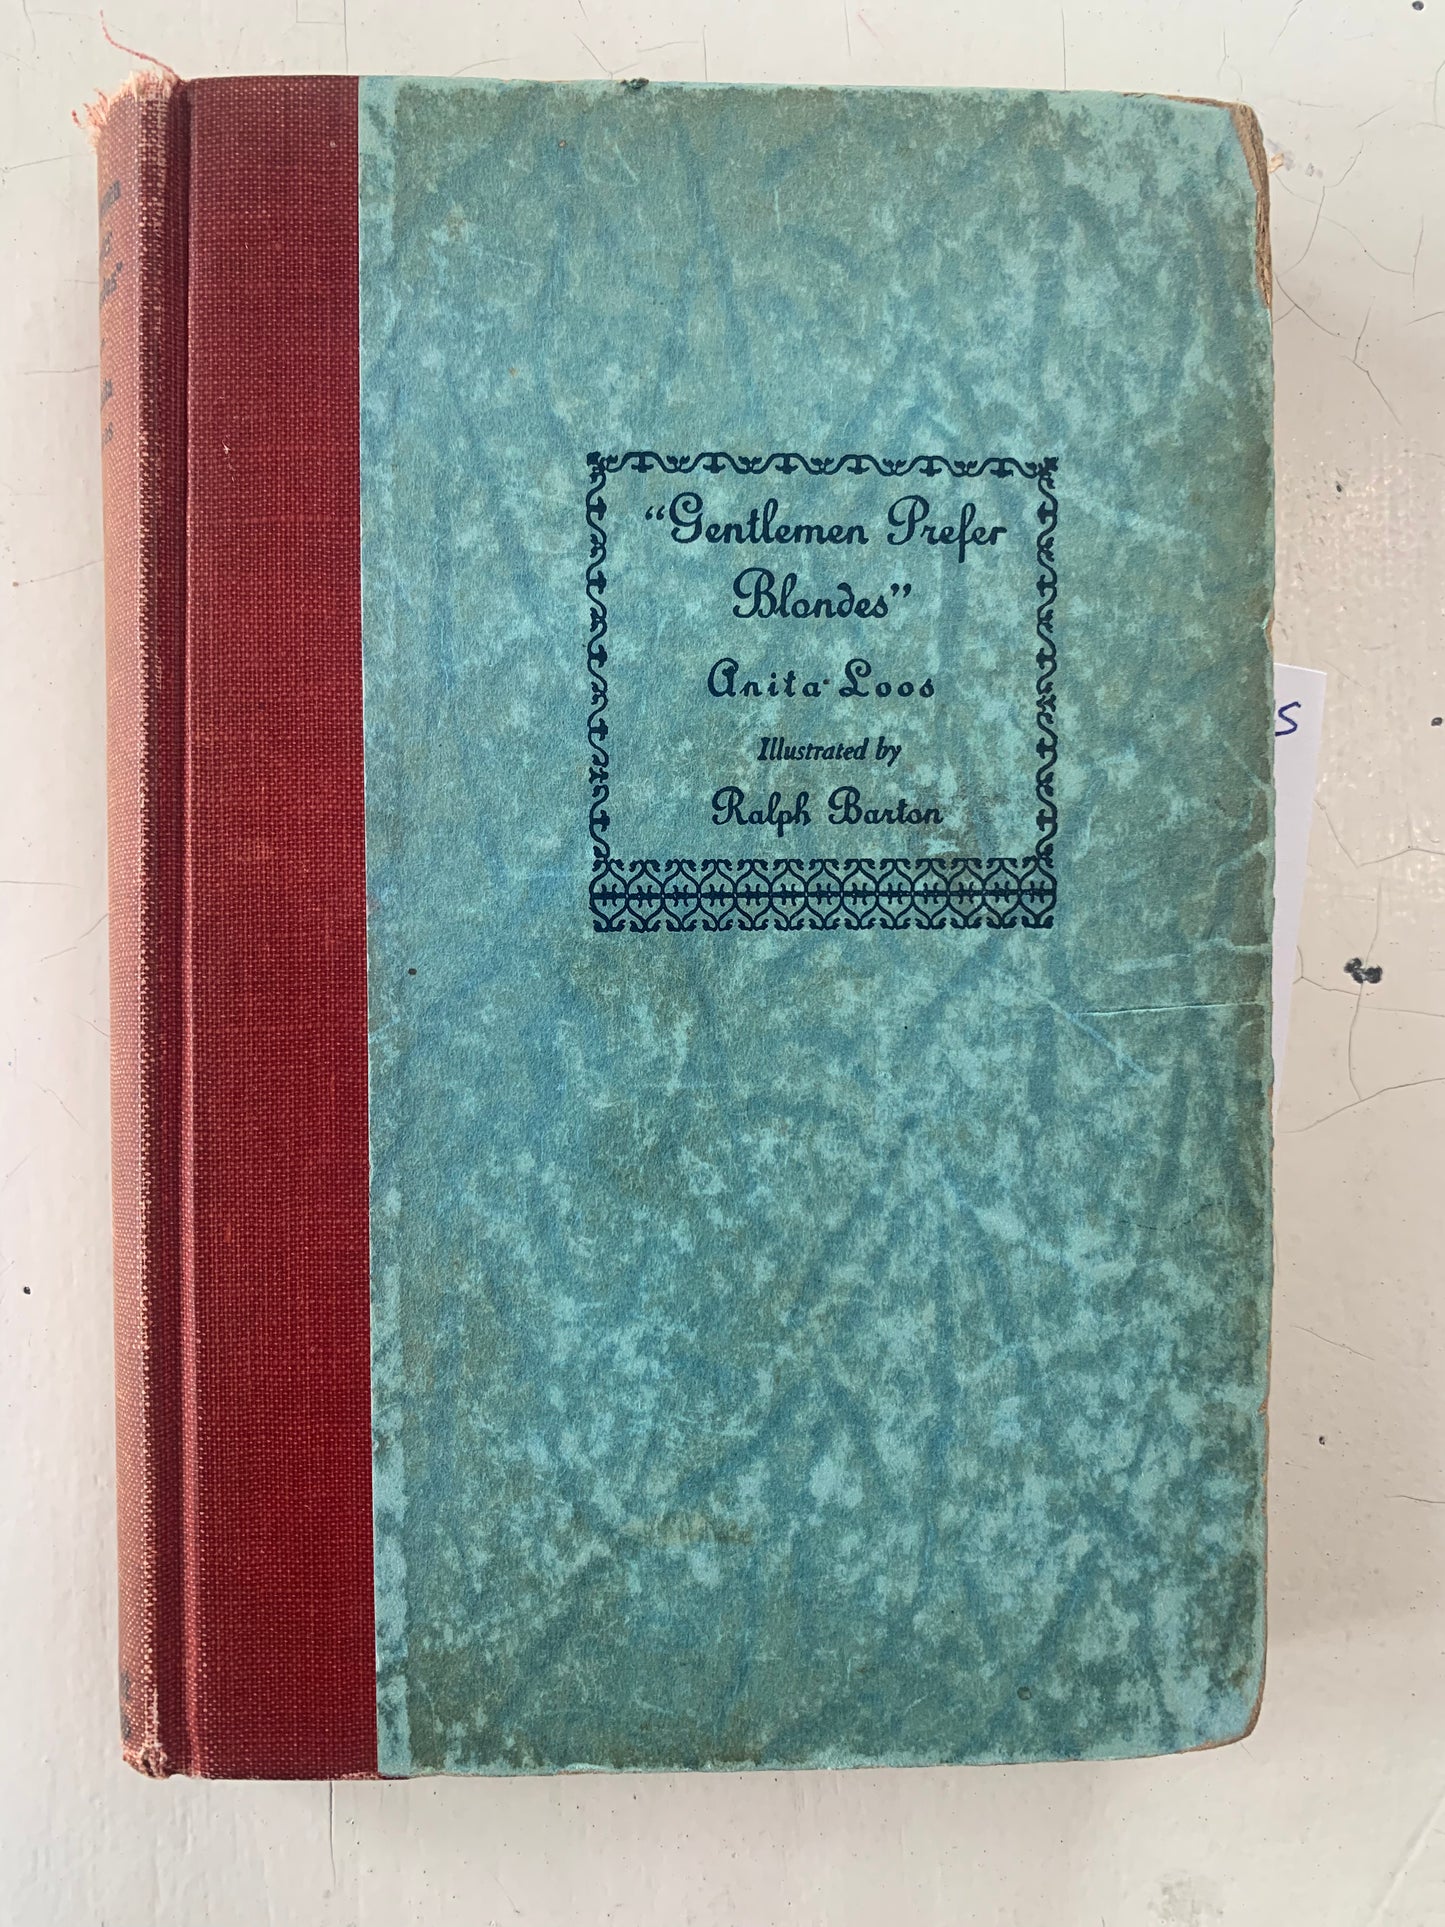 “Gentlemen Prefer
Blondes”
Anita Loos
Illustrated by
Ralph Barton
S